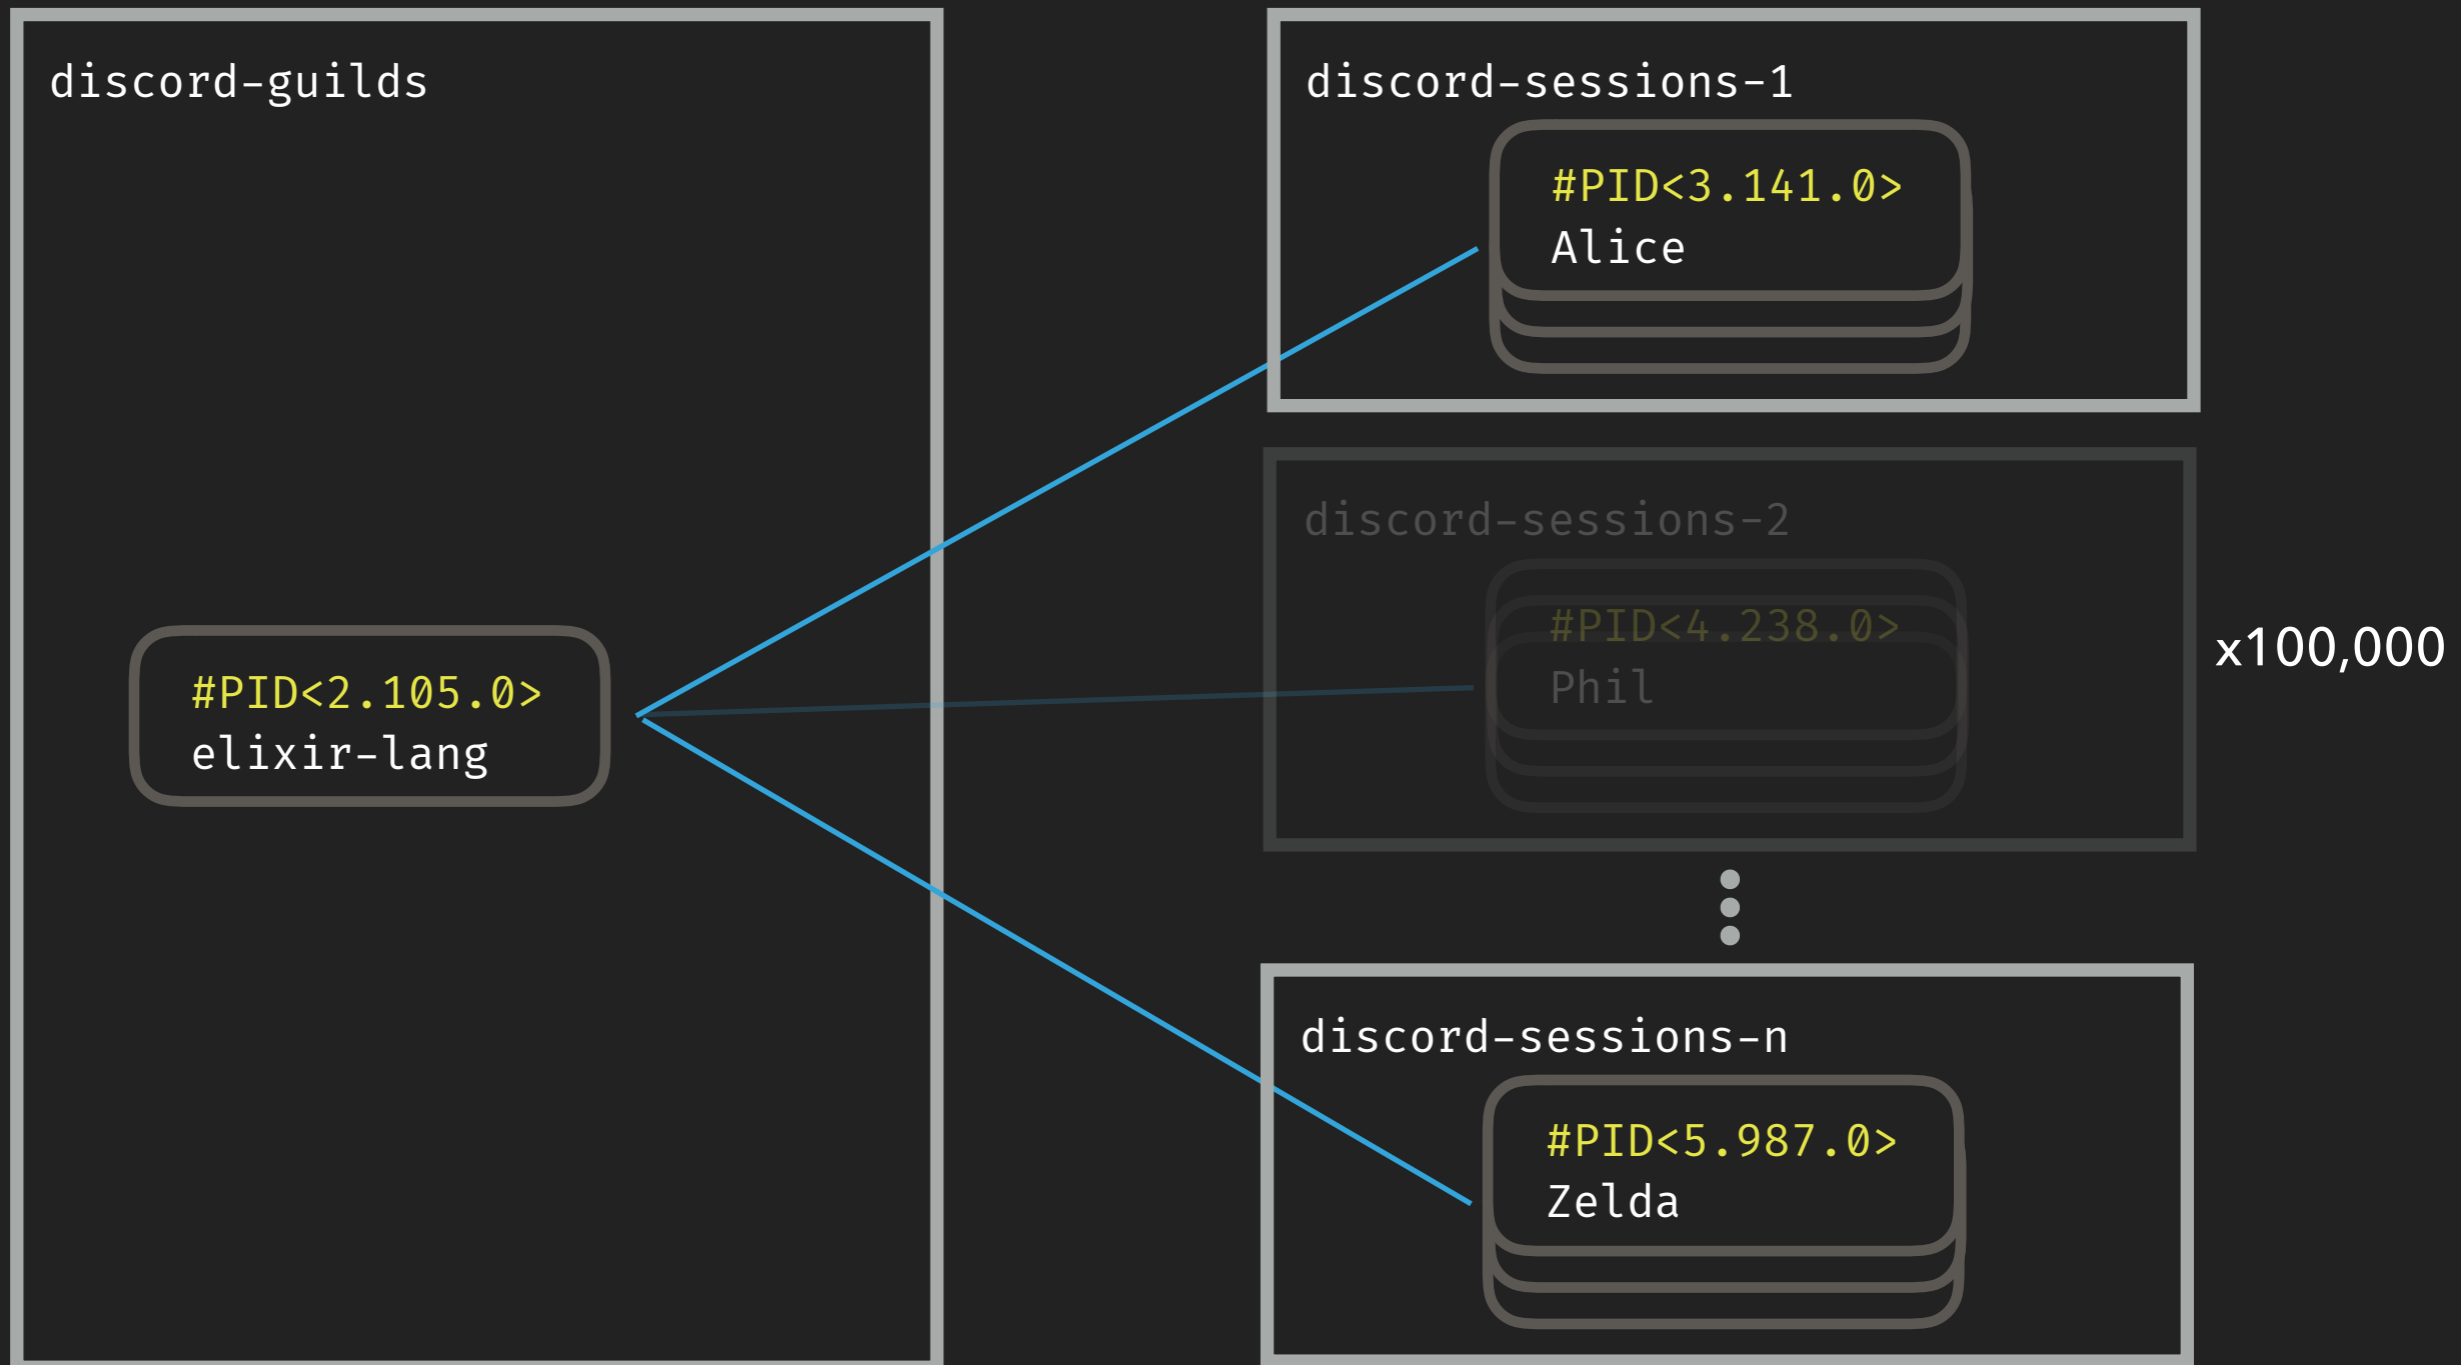 discord-guilds
#PID<2.105.0>
elixir-lang
discord-sessions-1
#PID<3.141.0>
Alice
discord-sessions-2
#PID<4.238.0>
Phil
x100,000
discord-sessions-n
#PID<5.987.0>
Zelda